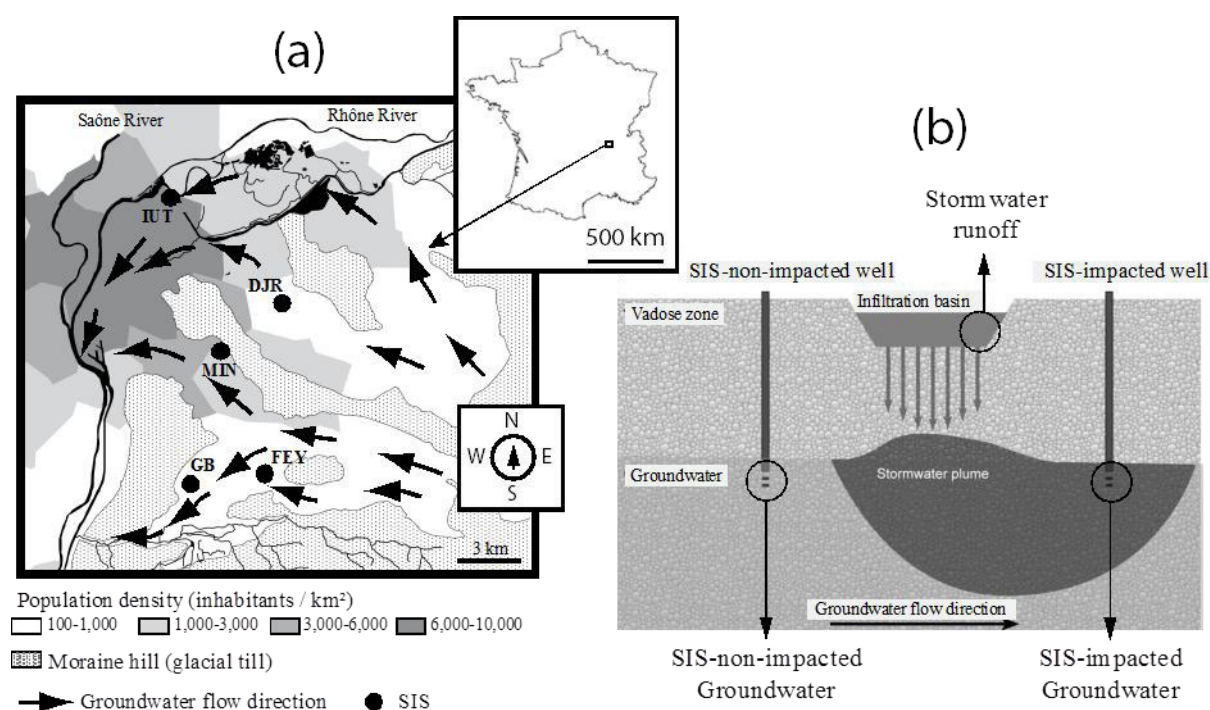 (a)
Saône River
Rhône River
IUT
DJR
MIN
GB
FEY
500 km
N
W E
S
3 km
Population density (inhabitants / km²)
100-1,000 1,000-3,000 3,000-6,000 6,000-10,000
Moraine hill (glacial till)
Groundwater flow direction SIS
(b)
Stormwater
runoff
SIS-non-impacted well
SIS-impacted well
Infiltration basin
Vadose zone
Groundwater
Stormwater plume
Groundwater flow direction
SIS-non-impacted
Groundwater
SIS-impacted
Groundwater